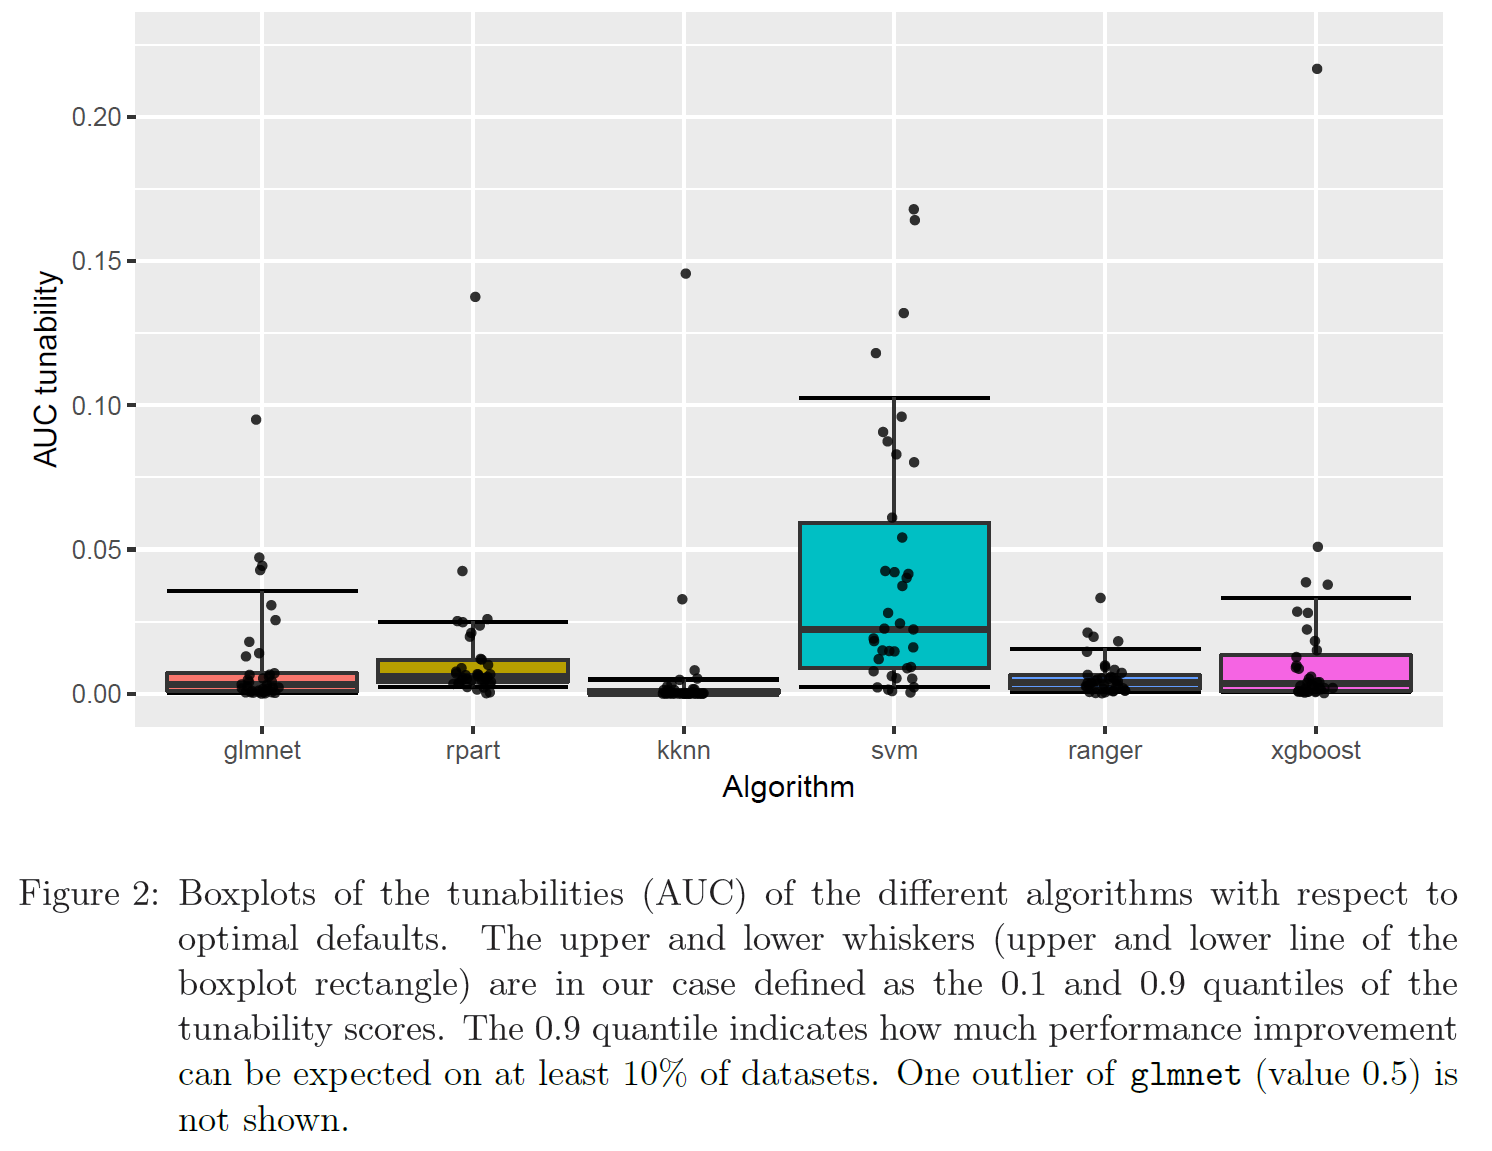 0.20
0.15
0.10
0.05
0.00
AUC tunability
glmnet rpart kknn svm ranger xgboost
Algorithm
Figure 2: Boxplots of the tunabilities (AUC) of the different algorithms with respect to
optimal defaults. The upper and lower whiskers (upper and lower line of the
boxplot rectangle) are in our case defined as the 0.1 and 0.9 quantiles of the
tunability scores. The 0.9 quantile indicates how much performance improvement
can be expected on at least 10% of datasets. One outlier of glmnet (value 0.5) is
not shown.